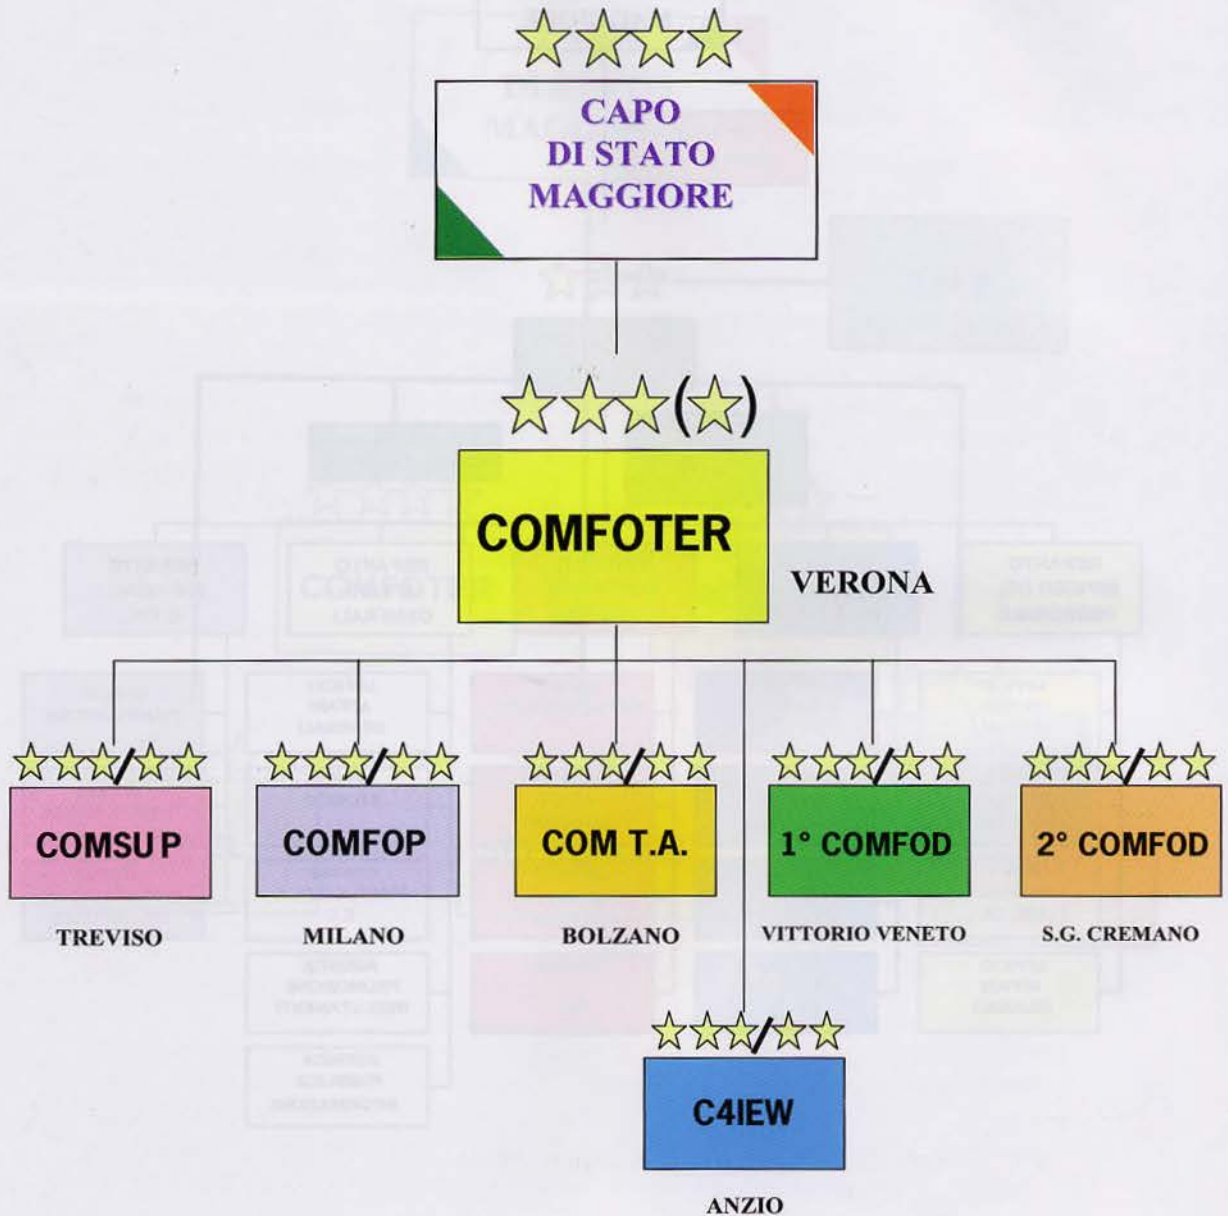 CAPO
DI STATO
MAGGIORE
(☆)
COMFOTER
VERONA
COMSUP
COMFOP
COM T.A.
1° COMFOD
2° COMFOD
TREVISO
MILANO
BOLZANO
VITTORIO VENETO
S.G. CREMANO
C4IEW
ANZIO